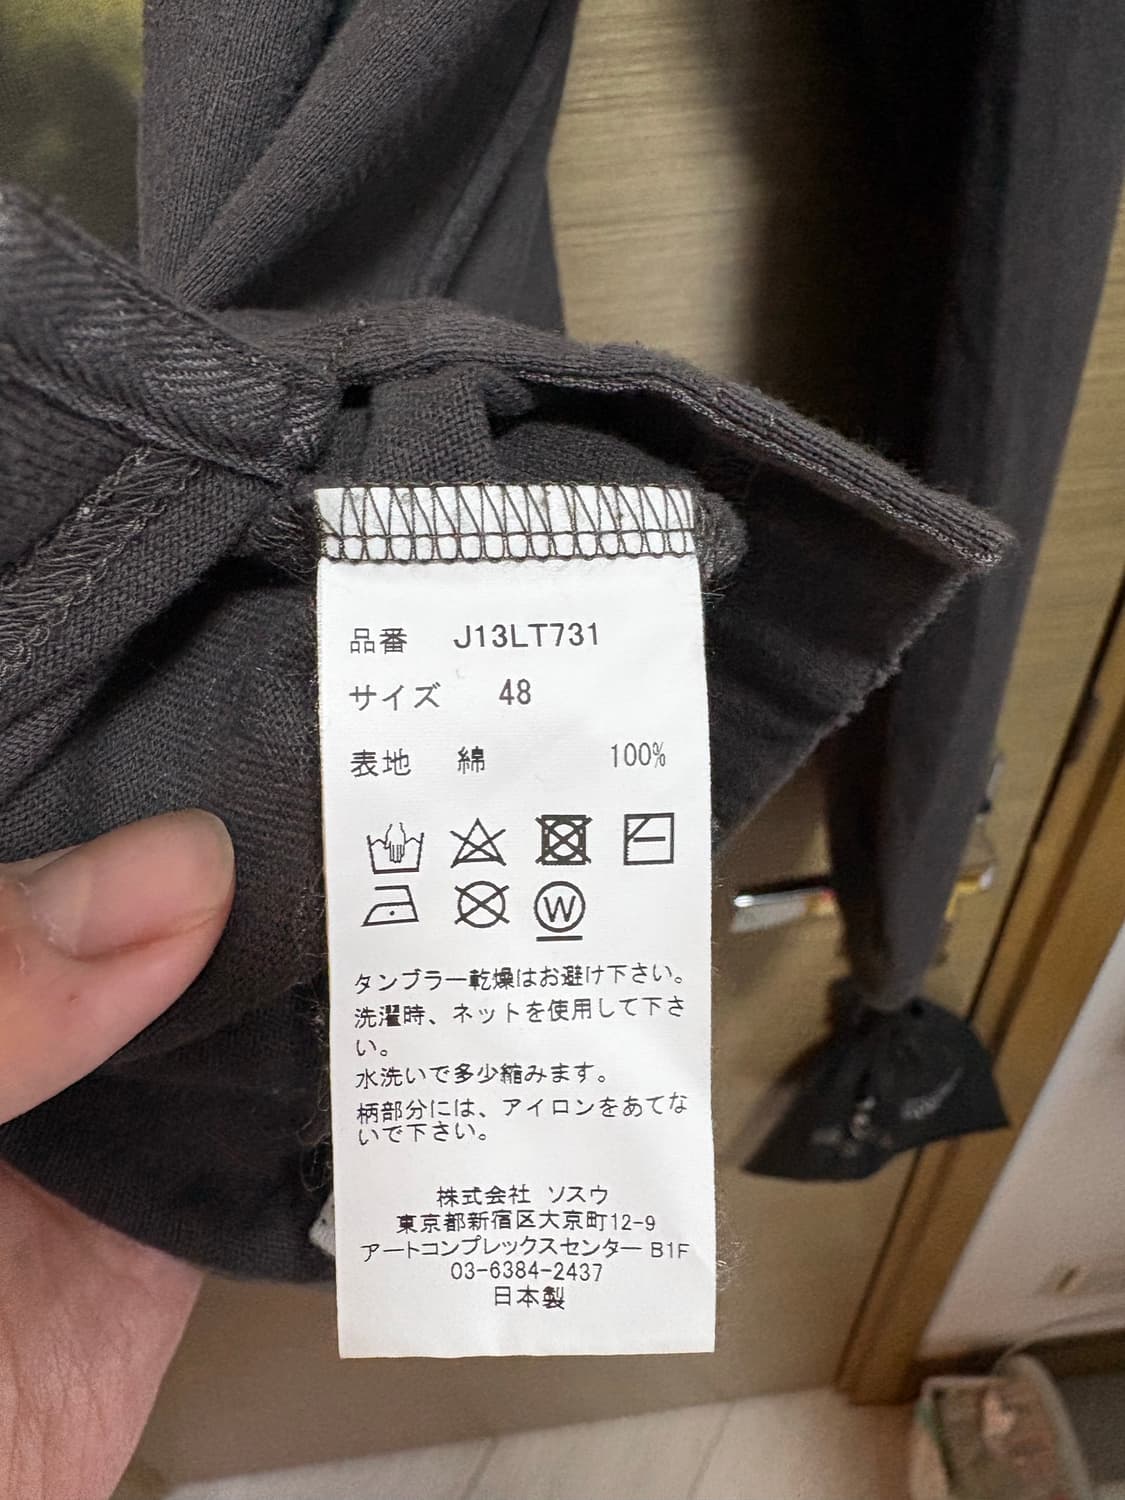 品番 J13LT731
サイズ 48
表地 綿 100%
W
タンブラー乾燥はお避け下さい。
洗濯時、ネットを使用して下さ
い。
水洗いで多少縮みます。
柄部分には、アイロンをあてな
いで下さい。
株式会社 ソスウ
東京都新宿区大京町12-9
アートコンプレックスセンター B1F
03-6384-2437
日本製